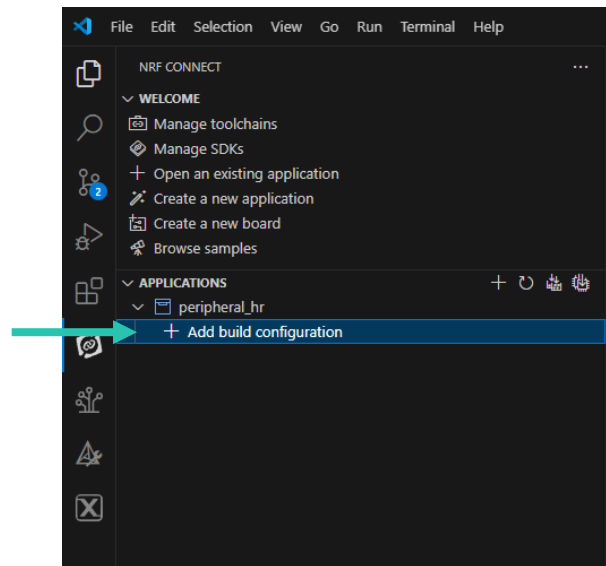 File Edit Selection View Go Run Terminal Help
NRF CONNECT
WELCOME
Manage toolchains
Manage SDKs
Open an existing application
Create a new application
Create a new board
Browse samples
2
APPLICATIONS
peripheral_hr
Add build configuration